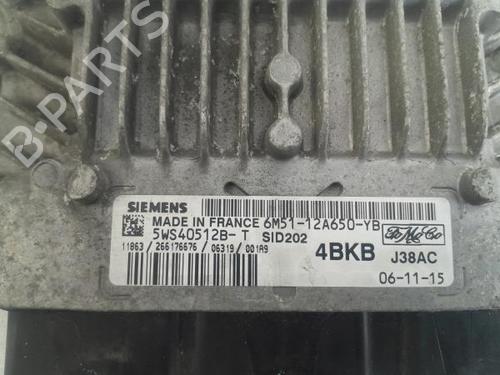 B-PARTS
SIEMENS
MADE IN FRANCE 6M51-12A650-YB
5WS40512B-T SID202
11863/266176676/06319/001A9
4BKB
FoMoCo
J38AC
06-11-15